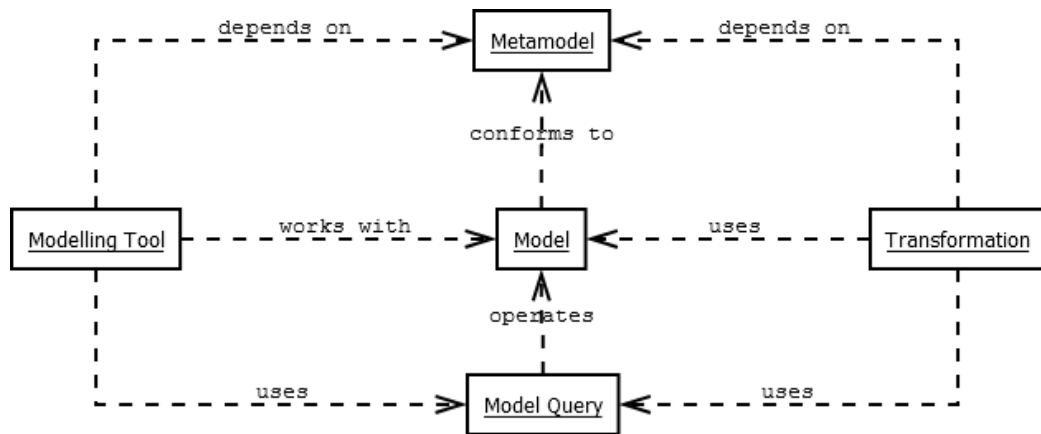 depends on
Metamodel
depends on
conforms to
Modelling Tool
works with
Model
uses
Transformation
operates
uses
Model Query
uses